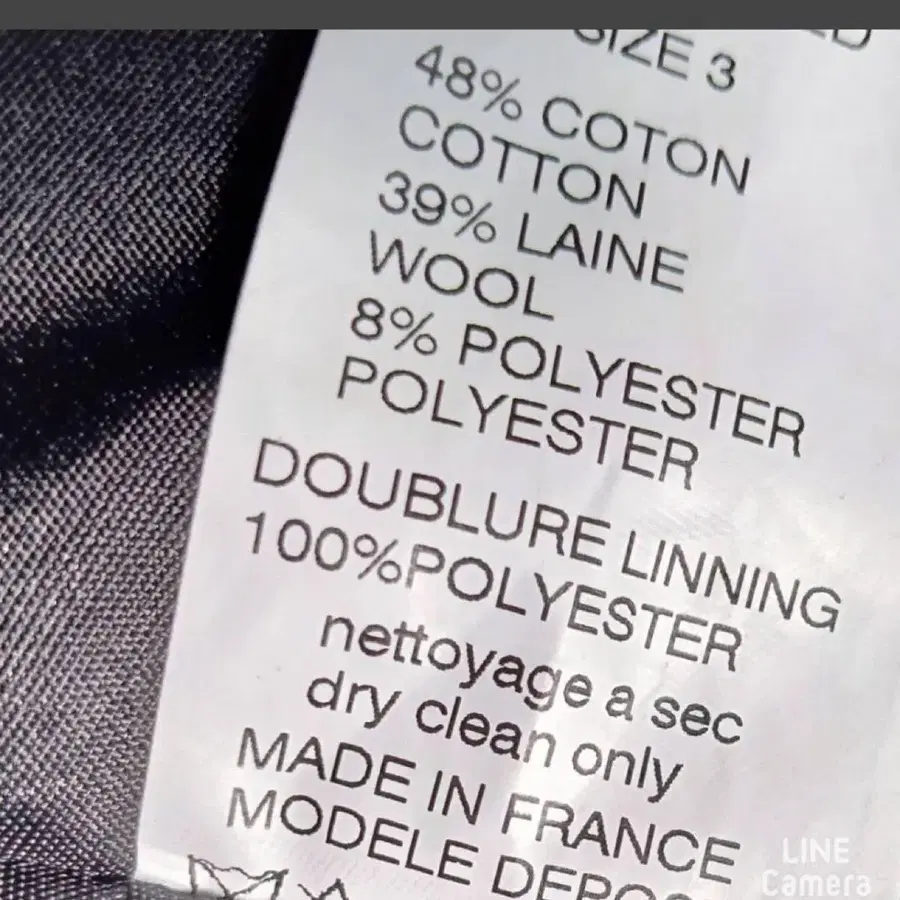 SIZE 3
48% COTON
COTTON
39% LAINE
WOOL
8% POLYESTER
POLYESTER
DOUBLURE LINNING
100%POLYESTER
nettoyage a sec
dry clean only
MADE IN FRANCE
MODELE
LINE
Camera